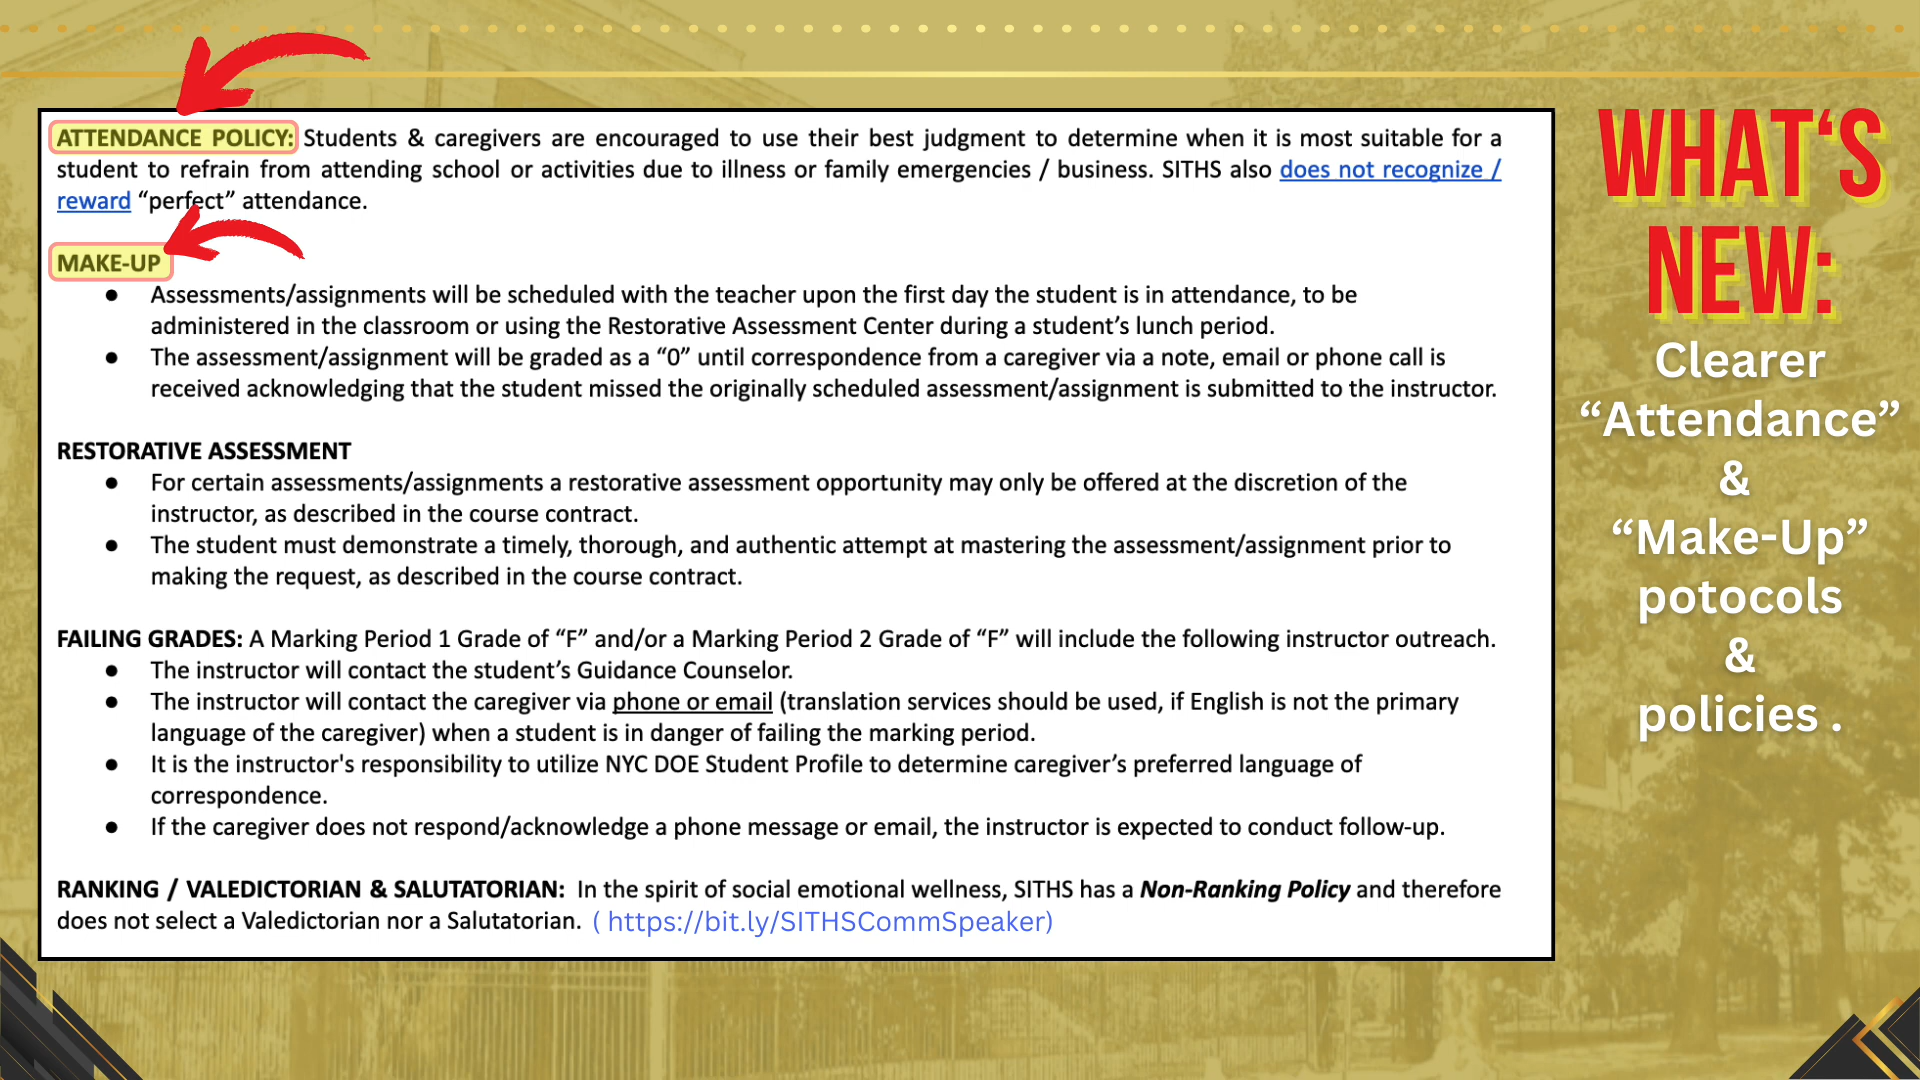 ATTENDANCE POLICY: Students & caregivers are encouraged to use their best judgment to determine when it is most suitable for a
student to refrain from attending school or activities due to illness or family emergencies / business. SITHS also does not recognize /
reward “perfect” attendance.
MAKE-UP
● Assessments/assignments will be scheduled with the teacher upon the first day the student is in attendance, to be
administered in the classroom or using the Restorative Assessment Center during a student’s lunch period.
● The assessment/assignment will be graded as a “0” until correspondence from a caregiver via a note, email or phone call is
received acknowledging that the student missed the originally scheduled assessment/assignment is submitted to the instructor.
RESTORATIVE ASSESSMENT
● For certain assessments/assignments a restorative assessment opportunity may only be offered at the discretion of the
instructor, as described in the course contract.
● The student must demonstrate a timely, thorough, and authentic attempt at mastering the assessment/assignment prior to
making the request, as described in the course contract.
FAILING GRADES: A Marking Period 1 Grade of “F” and/or a Marking Period 2 Grade of “F” will include the following instructor outreach.
● The instructor will contact the student’s Guidance Counselor.
● The instructor will contact the caregiver via phone or email (translation services should be used, if English is not the primary
language of the caregiver) when a student is in danger of failing the marking period.
● It is the instructor's responsibility to utilize NYC DOE Student Profile to determine caregiver’s preferred language of
correspondence.
● If the caregiver does not respond/acknowledge a phone message or email, the instructor is expected to conduct follow-up.
RANKING / VALEDICTORIAN & SALUTATORIAN: In the spirit of social emotional wellness, SITHS has a Non-Ranking Policy and therefore
does not select a Valedictorian nor a Salutatorian. ( https://bit.ly/SITHSCommSpeaker)
WHAT‘S
NEW:
Clearer
“Attendance”
&
“Make-Up”
potocols
&
policies .